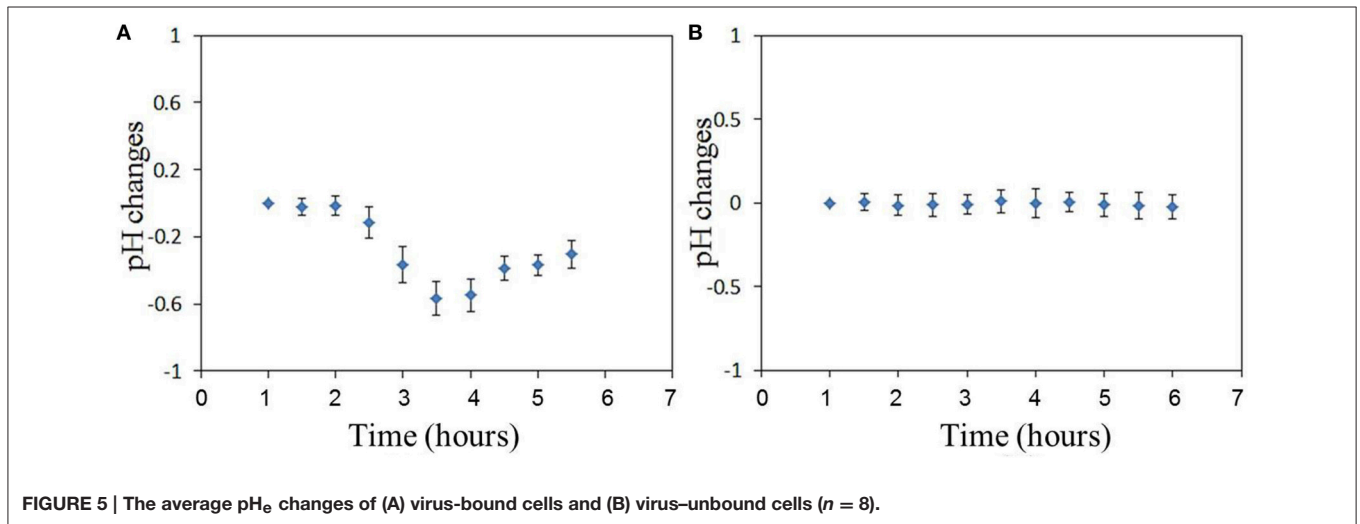 A
B
1
0.6
0.2
-0.2
-0.6
-1
pH changes
0 1 2 3 4 5 6 7
Time (hours)
1
0.5
0
-0.5
-1
pH changes
0 1 2 3 4 5 6 7
Time (hours)
FIGURE 5 | The average pHe changes of (A) virus-bound cells and (B) virus–unbound cells (n = 8).